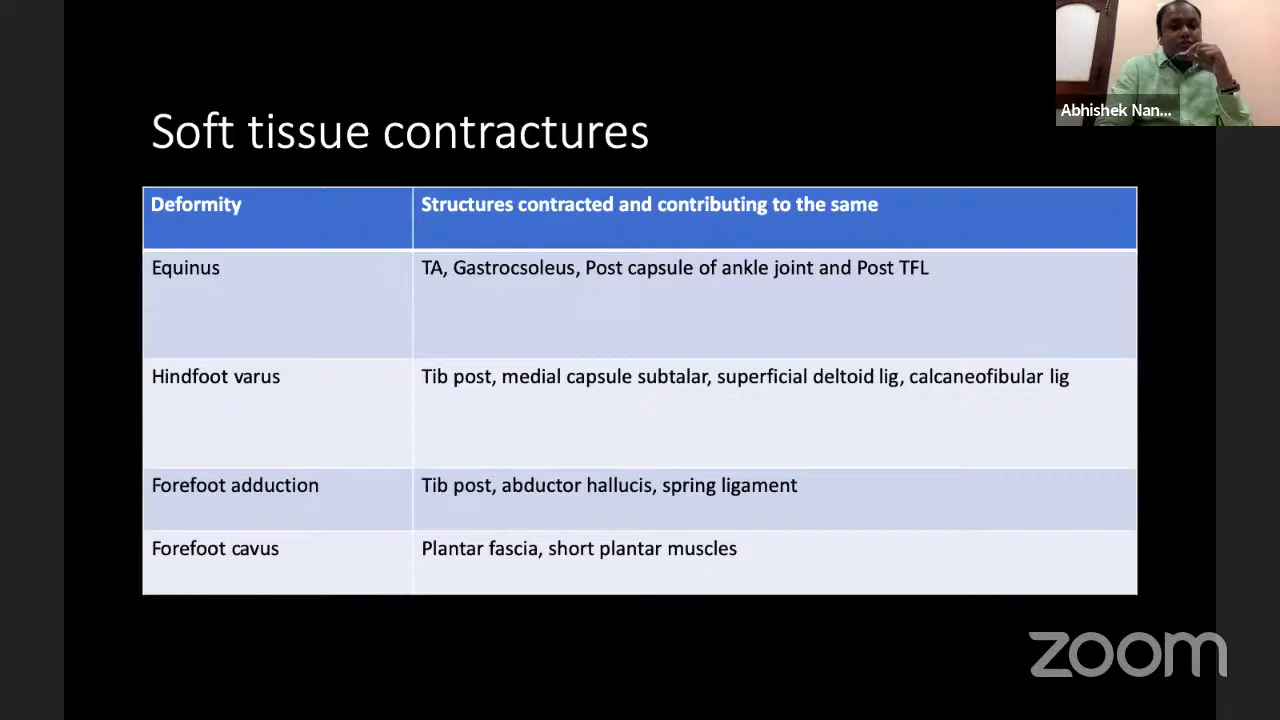 Abhishek Nan...
Soft tissue contractures
Deformity
Structures contracted and contributing to the same
Equinus
TA, Gastrocsoleus, Post capsule of ankle joint and Post TFL
Hindfoot varus
Tib post, medial capsule subtalar, superficial deltoid lig, calcaneofibular lig
Forefoot adduction
Tib post, abductor hallucis, spring ligament
Forefoot cavus
Plantar fascia, short plantar muscles
zoom